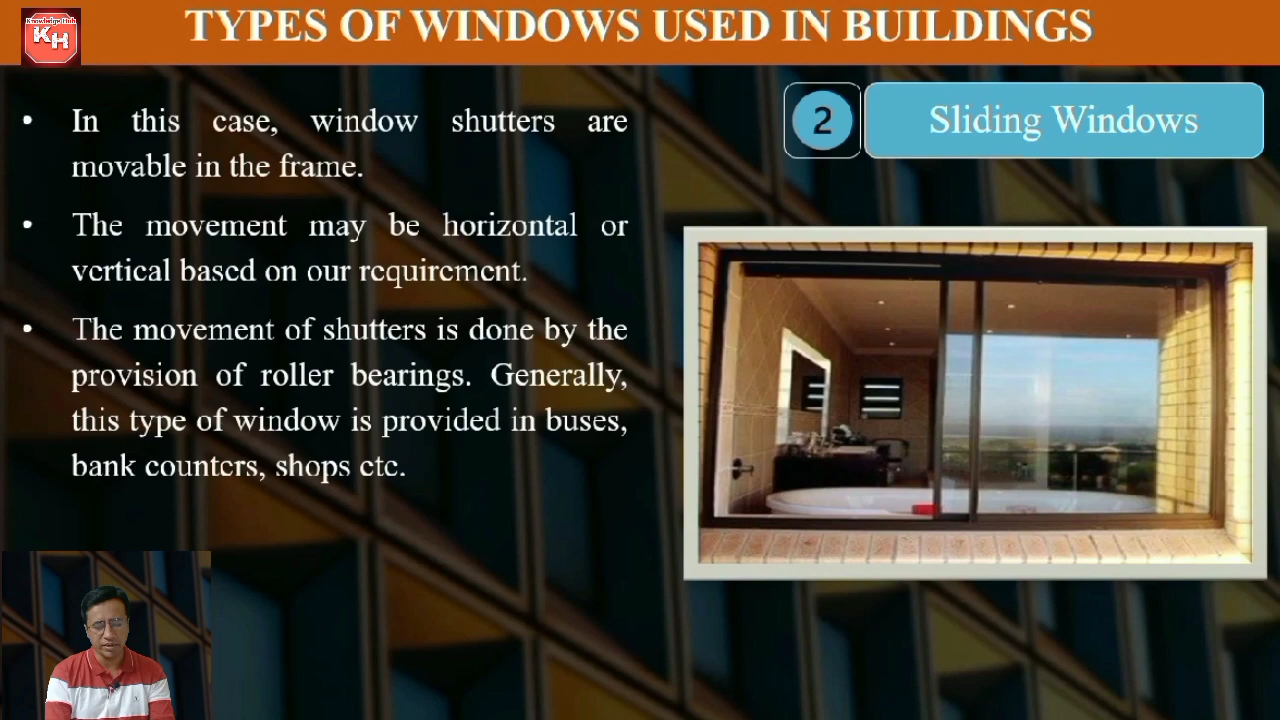 TYPES OF WINDOWS USED IN BUILDINGS
Knowledge Hub
KH
2
Sliding Windows
• In this case, window shutters are
movable in the frame.
• The movement may be horizontal or
vertical based on our requirement.
• The movement of shutters is done by the
provision of roller bearings. Generally,
this type of window is provided in buses,
bank counters, shops etc.